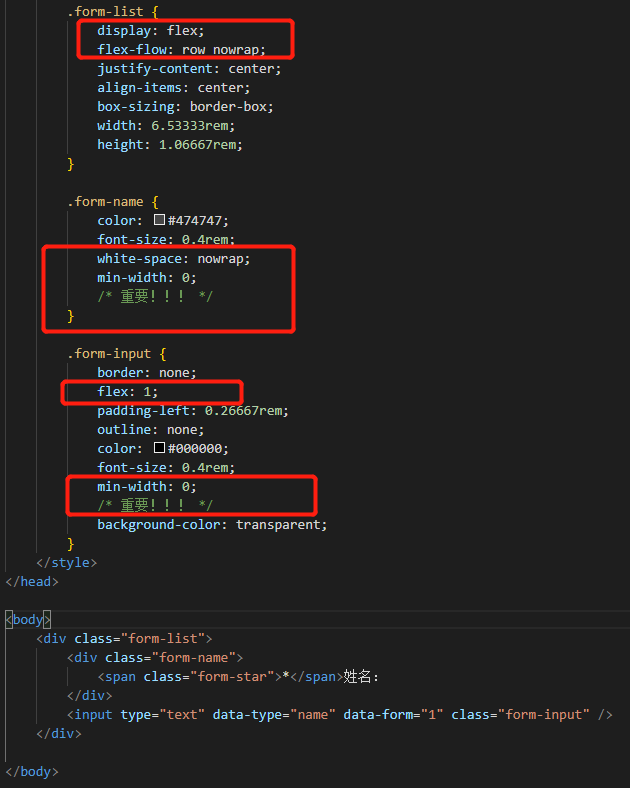 .form-list {
display: flex;
flex-flow: row nowrap;
justify-content: center;
align-items: center;
box-sizing: border-box;
width: 6.53333rem;
height: 1.06667rem;
}
.form-name {
color: #474747;
font-size: 0.4rem;
white-space: nowrap;
min-width: 0;
/* 重要！！！ */
}
.form-input {
border: none;
flex: 1;
padding-left: 0.26667rem;
outline: none;
color: #000000;
font-size: 0.4rem;
min-width: 0;
/* 重要！！！ */
background-color: transparent;
}
</style>
</head>
<body>
<div class="form-list">
<div class="form-name">
<span class="form-star">*</span>姓名：
</div>
<input type="text" data-type="name" data-form="1" class="form-input" />
</div>
</body>